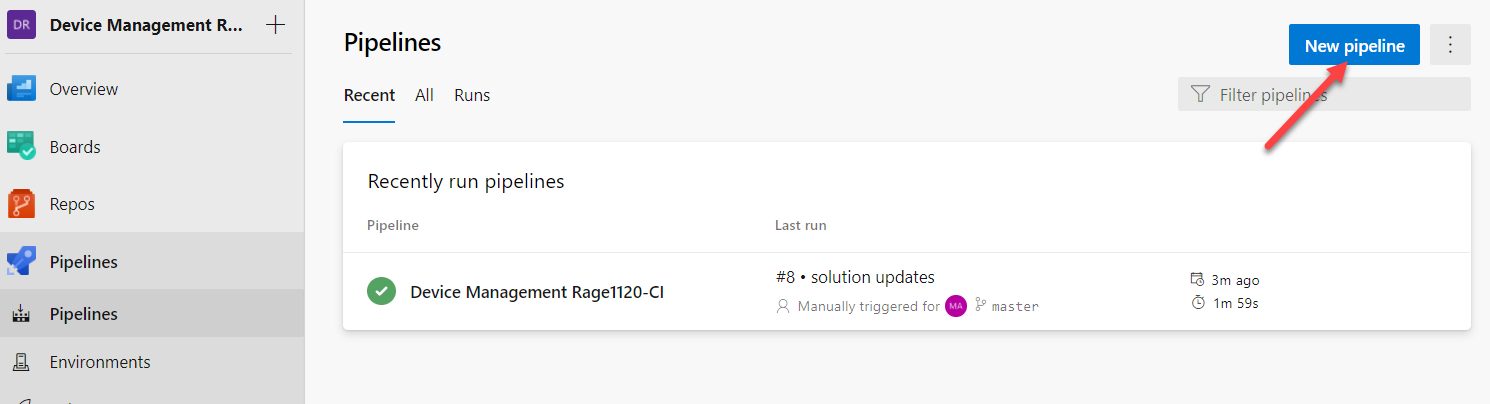 DR Device Management R...
Overview
Boards
Repos
Pipelines
Pipelines
Environments
Pipelines
New pipeline
Recent All Runs
Filter pipelines
Recently run pipelines
Pipeline Last run
Device Management Rage1120-CI
#8 • solution updates
Manually triggered for MA master
3m ago
1m 59s